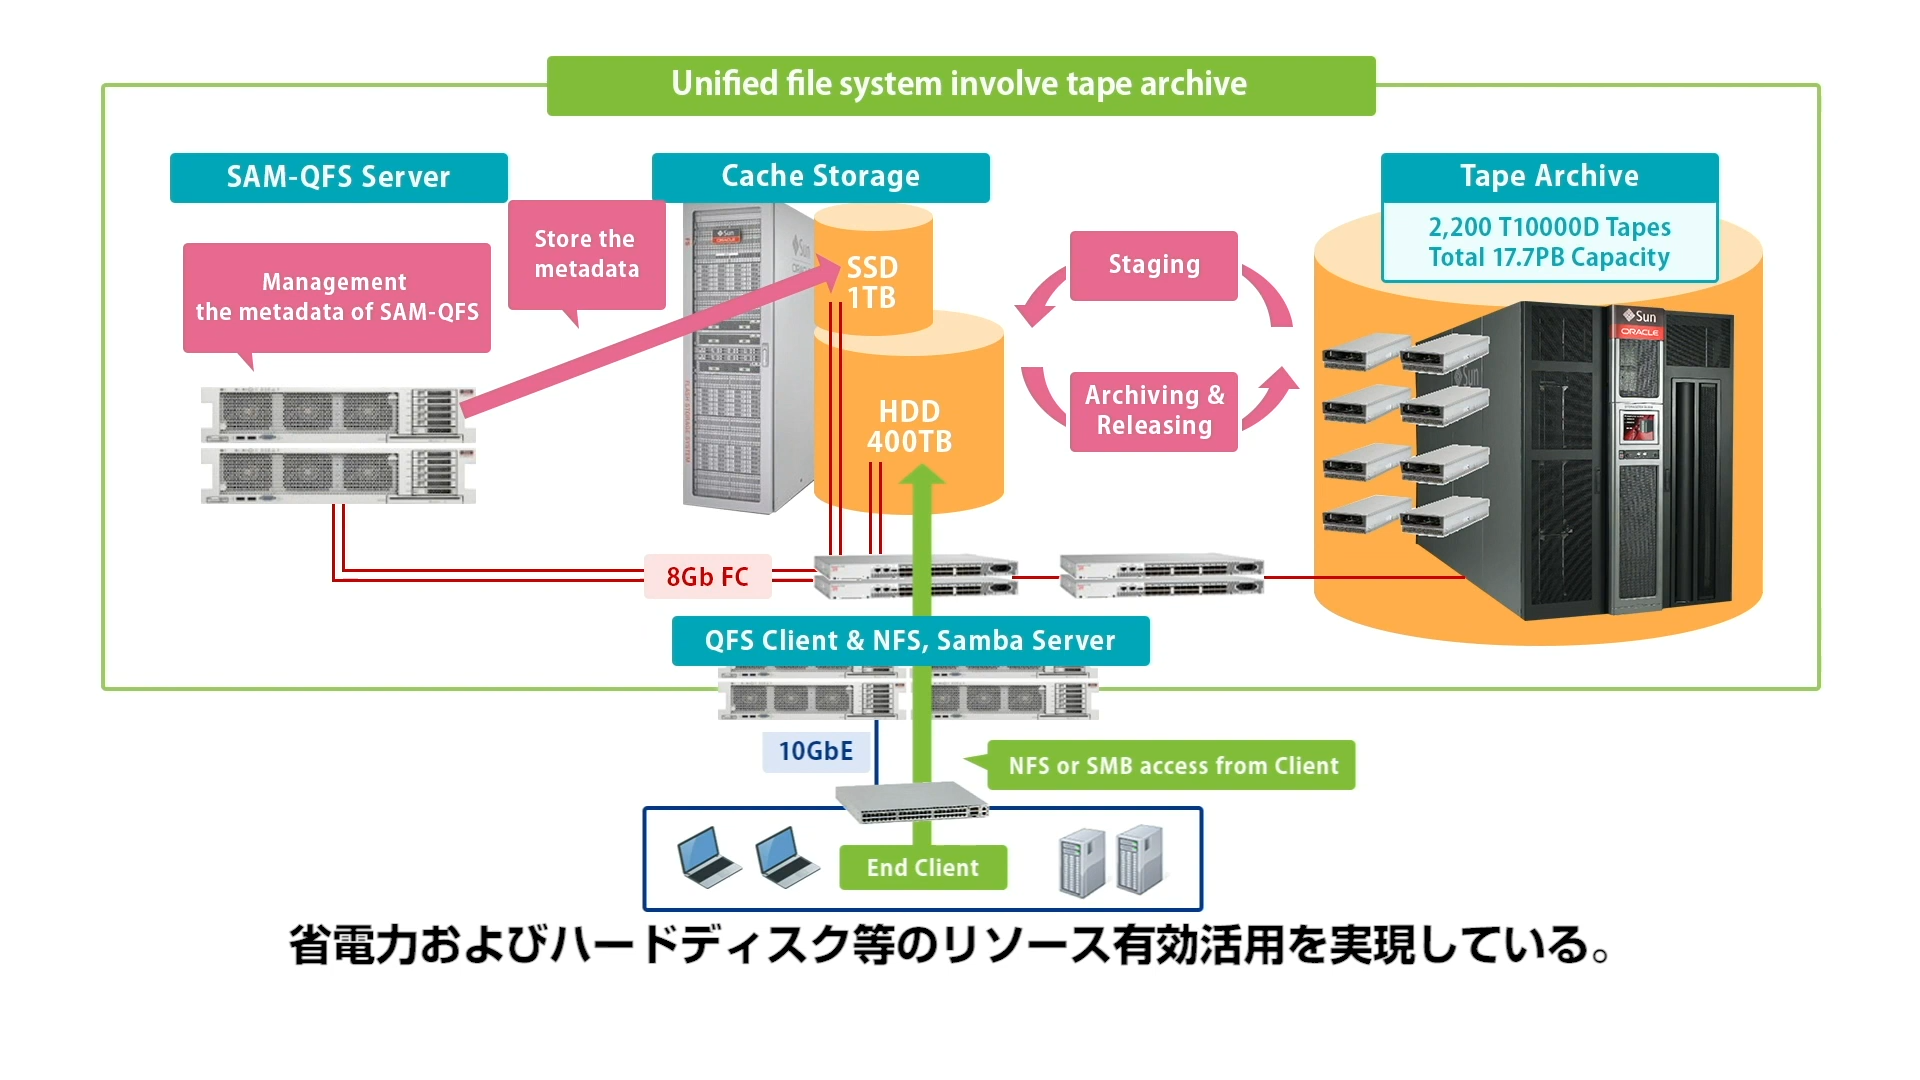 Unified file system involve tape archive
SAM-QFS Server
Cache Storage
Tape Archive
2,200 T10000D Tapes
Total 17.7PB Capacity
Store the
metadata
Management
the metadata of SAM-QFS
SSD
1TB
HDD
400TB
Staging
Archiving &
Releasing
Sun
ORACLE
8Gb FC
QFS Client & NFS, Samba Server
10GbE
NFS or SMB access from Client
End Client
省電力およびハードディスク等のリソース有効活用を実現している。